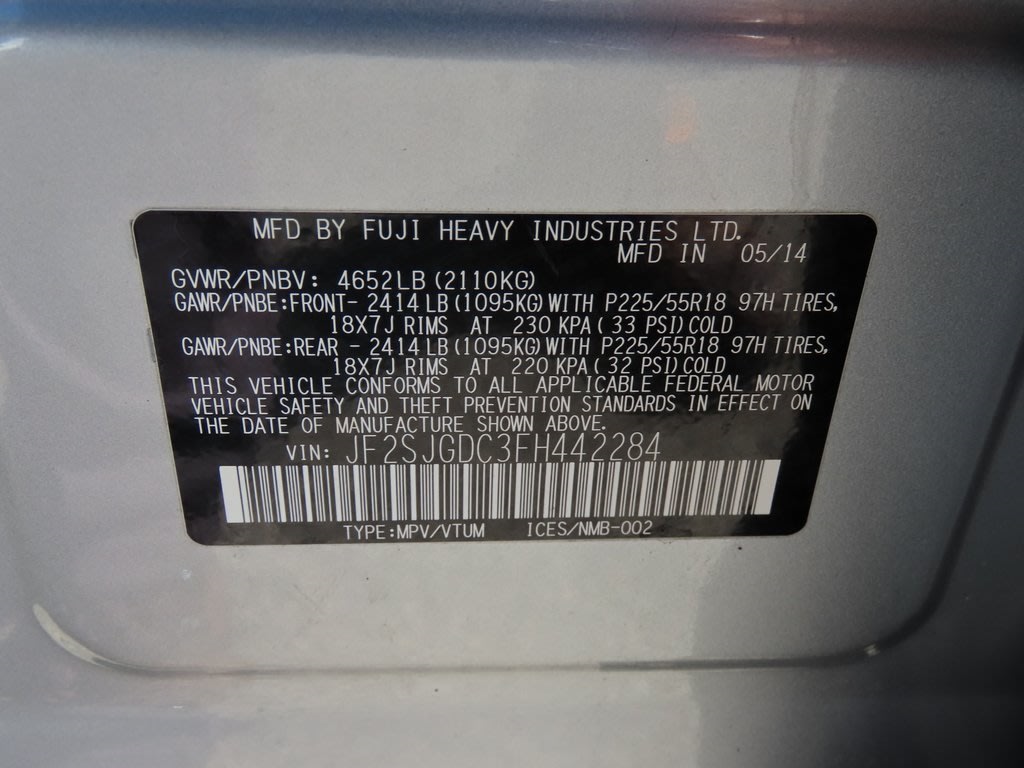 MFD BY FUJI HEAVY INDUSTRIES LTD.
MFD IN 05/14
GVWR/PNBV: 4652LB (2110KG)
GAWR/PNBE:FRONT- 2414 LB (1095KG) WITH P225/55R18 97H TIRES,
18X7J RIMS AT 230 KPA ( 33 PSI) COLD
GAWR/PNBE:REAR - 2414 LB (1095KG) WITH P225/55R18 97H TIRES,
18X7J RIMS AT 220 KPA ( 32 PSI) COLD
THIS VEHICLE CONFORMS TO ALL APPLICABLE FEDERAL MOTOR
VEHICLE SAFETY AND THEFT PREVENTION STANDARDS IN EFFECT ON
THE DATE OF MANUFACTURE SHOWN ABOVE.
VIN: JF2SJGDC3FH442284
TYPE:MPV/VTUM ICES/NMB-002